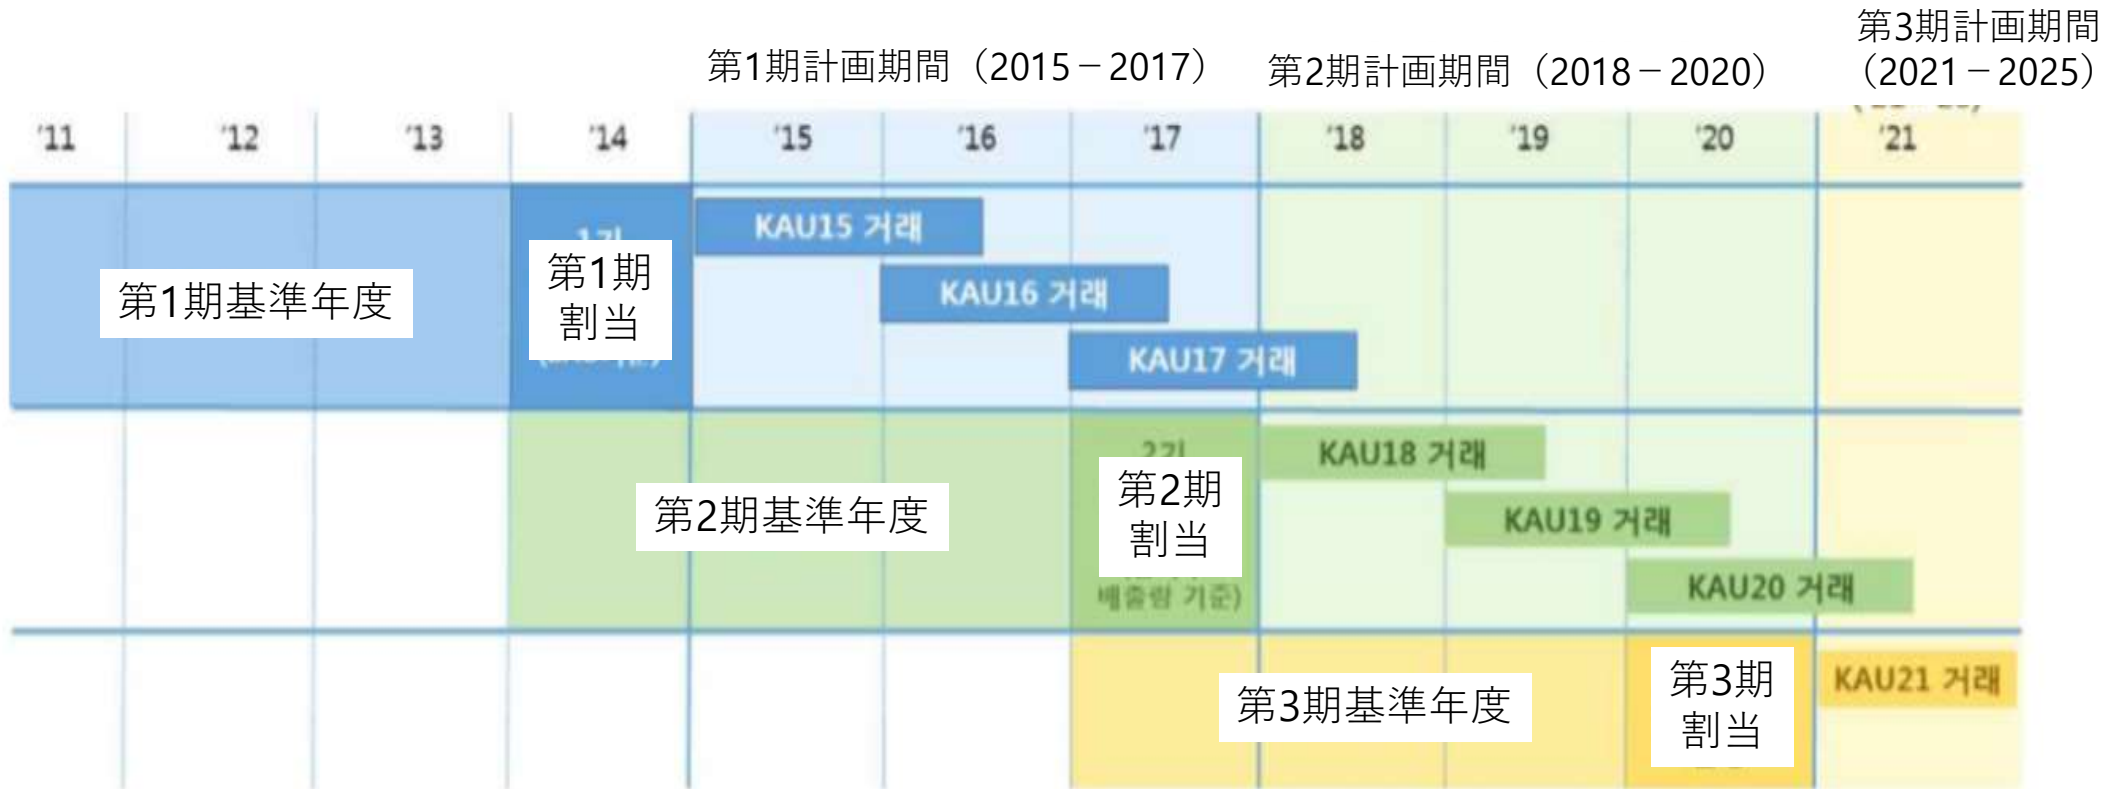 第1期計画期間（2015－2017）
第2期計画期間（2018－2020）
第3期計画期間
（2021－2025）
'11 '12 '13 '14 '15 '16 '17 '18 '19 '20 '21
KAU15 거래
第1期
割当
第1期基準年度
KAU16 거래
KAU17 거래
KAU18 거래
第2期
割当
第2期基準年度
KAU19 거래
KAU20 거래
배출량 기준)
第3期
割当
KAU21 거래
第3期基準年度